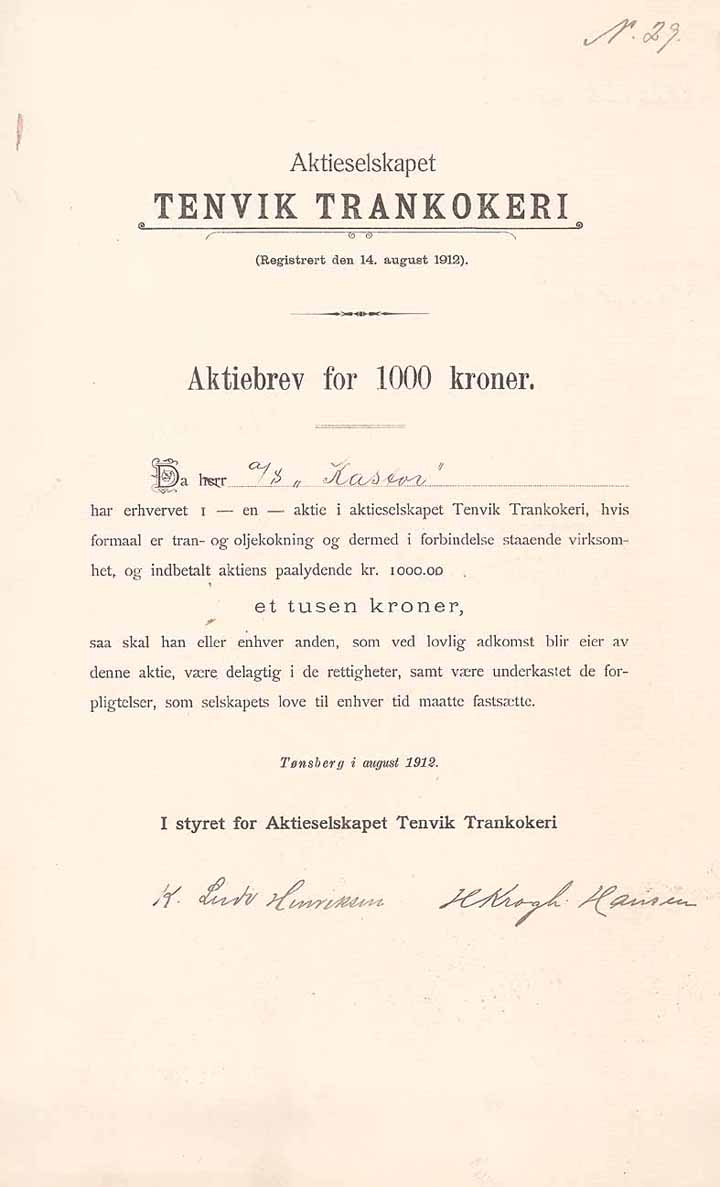 N. 29.
Aktieselskapet
TENVIK TRANKOKERI
(Registrert den 14. august 1912).
Aktiebrev for 1000 kroner.
Da herr a/s „Kastor"
har erhvervet 1 — en — aktie i aktieselskapet Tenvik Trankokeri, hvis
formaal er tran- og oljekokning og dermed i forbindelse staaende virksom-
het, og indbetalt aktiens paalydende kr. 1000.00
et tusen kroner,
saa skal han eller enhver anden, som ved lovlig adkomst blir eier av
denne aktie, være delagtig i de rettigheter, samt være underkastet de for-
pligtelser, som selskapets love til enhver tid maatte fastsætte.
Tønsberg i august 1912.
I styret for Aktieselskapet Tenvik Trankokeri
K. Ludv Henriksen H Krogh. Hansen